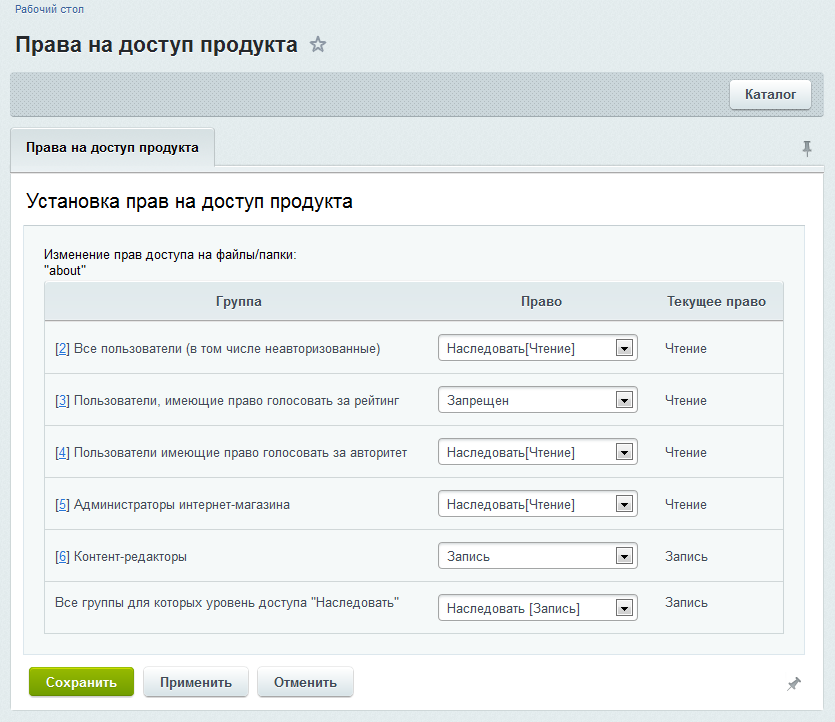 Рабочий стол
Права на доступ продукта
Каталог
Права на доступ продукта
Установка прав на доступ продукта
Изменение прав доступа на файлы/папки:
"about"
Группа Право Текущее право
[2] Все пользователи (в том числе неавторизованные) Наследовать[Чтение] Чтение
[3] Пользователи, имеющие право голосовать за рейтинг Запрещен Чтение
[4] Пользователи имеющие право голосовать за авторитет Наследовать[Чтение] Чтение
[5] Администраторы интернет-магазина Наследовать[Чтение] Чтение
[6] Контент-редакторы Запись Запись
Все группы для которых уровень доступа "Наследовать" Наследовать [Запись] Запись
Сохранить Применить Отменить